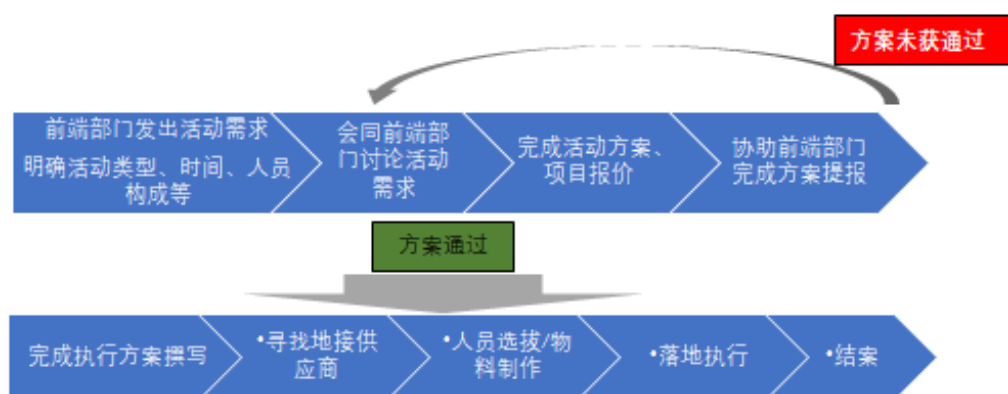 方案未获通过
前端部门发出活动需求
明确活动类型、时间、人员
构成等
会同前端部
门讨论活动
需求
完成活动方案、
项目报价
协助前端部门
完成方案提报
方案通过
完成执行方案撰写
•寻找地接供
应商
•人员选拔/物
料制作
•落地执行
•结案